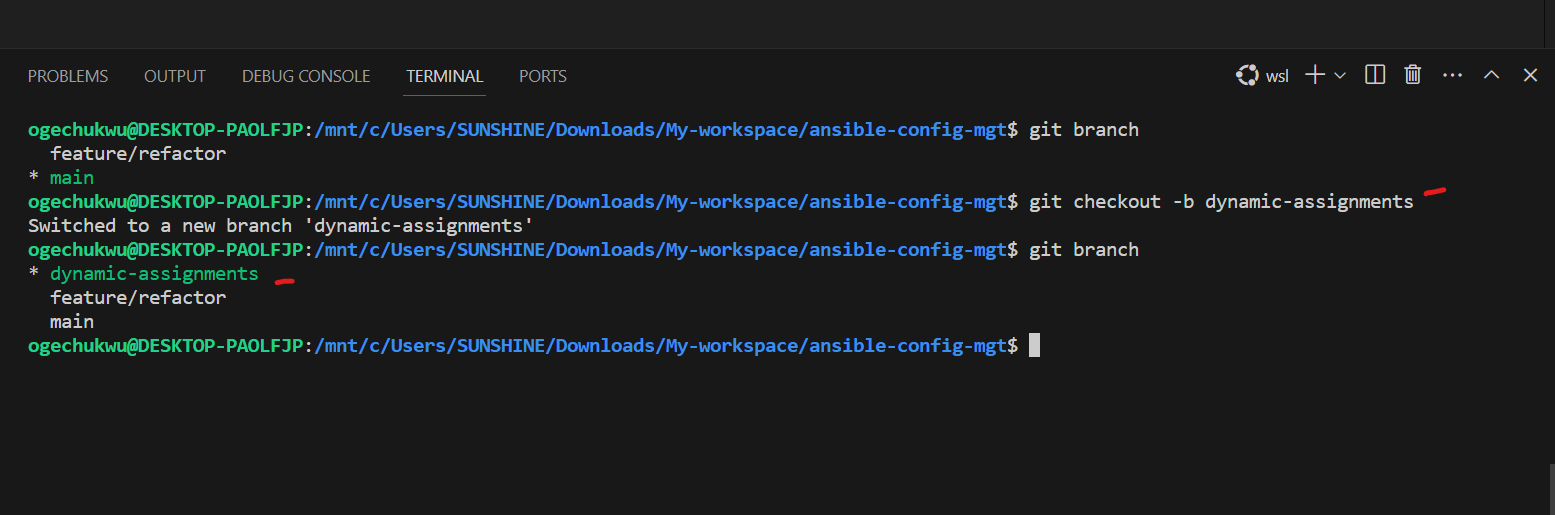 PROBLEMS OUTPUT DEBUG CONSOLE TERMINAL PORTS wsl
ogechukwu@DESKTOP-PAOLFJP:/mnt/c/Users/SUNSHINE/Downloads/My-workspace/ansible-config-mgt$ git branch
  feature/refactor
* main
ogechukwu@DESKTOP-PAOLFJP:/mnt/c/Users/SUNSHINE/Downloads/My-workspace/ansible-config-mgt$ git checkout -b dynamic-assignments
Switched to a new branch 'dynamic-assignments'
ogechukwu@DESKTOP-PAOLFJP:/mnt/c/Users/SUNSHINE/Downloads/My-workspace/ansible-config-mgt$ git branch
* dynamic-assignments
  feature/refactor
  main
ogechukwu@DESKTOP-PAOLFJP:/mnt/c/Users/SUNSHINE/Downloads/My-workspace/ansible-config-mgt$